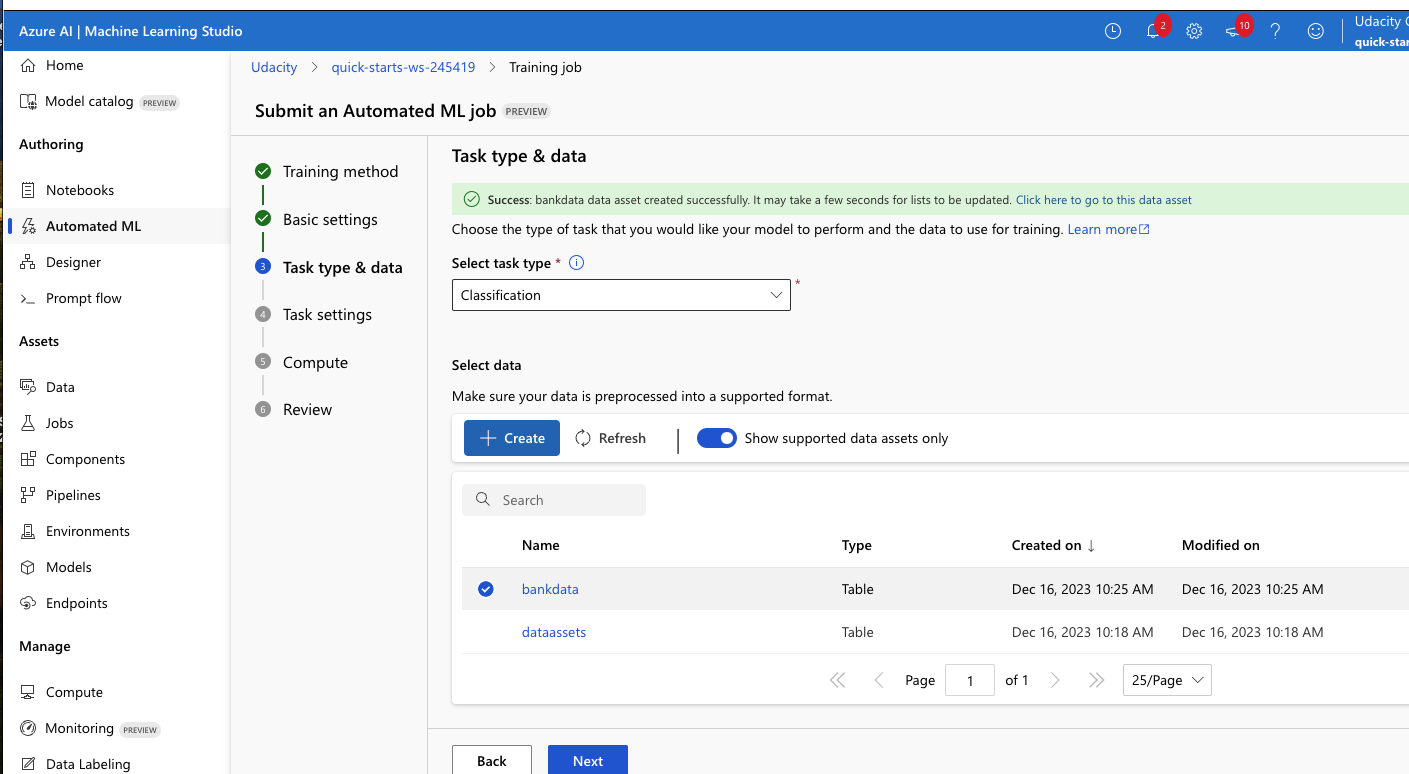 Azure AI | Machine Learning Studio
2
10
Udacity
quick-star
Home
Model catalog PREVIEW
Authoring
Notebooks
Automated ML
Designer
Prompt flow
Assets
Data
Jobs
Components
Pipelines
Environments
Models
Endpoints
Manage
Compute
Monitoring PREVIEW
Data Labeling
Udacity > quick-starts-ws-245419 > Training job
Submit an Automated ML job PREVIEW
Training method
Basic settings
3 Task type & data
4 Task settings
5 Compute
6 Review
Task type & data
Success: bankdata data asset created successfully. It may take a few seconds for lists to be updated. Click here to go to this data asset
Choose the type of task that you would like your model to perform and the data to use for training. Learn more
Select task type *
Classification *
Select data
Make sure your data is preprocessed into a supported format.
+ Create Refresh | Show supported data assets only
Search
Name Type Created on ↓ Modified on
bankdata Table Dec 16, 2023 10:25 AM Dec 16, 2023 10:25 AM
dataassets Table Dec 16, 2023 10:18 AM Dec 16, 2023 10:18 AM
Page 1 of 1 25/Page
Back Next